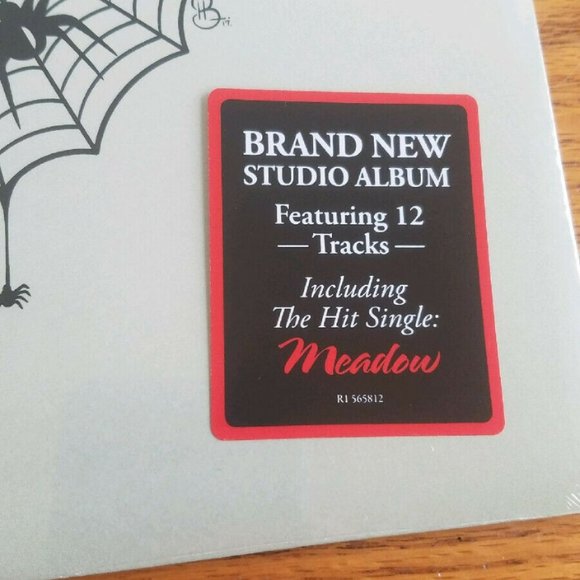 BRAND NEW
STUDIO ALBUM
Featuring 12
— Tracks —
Including
The Hit Single:
Meadow
R1 565812